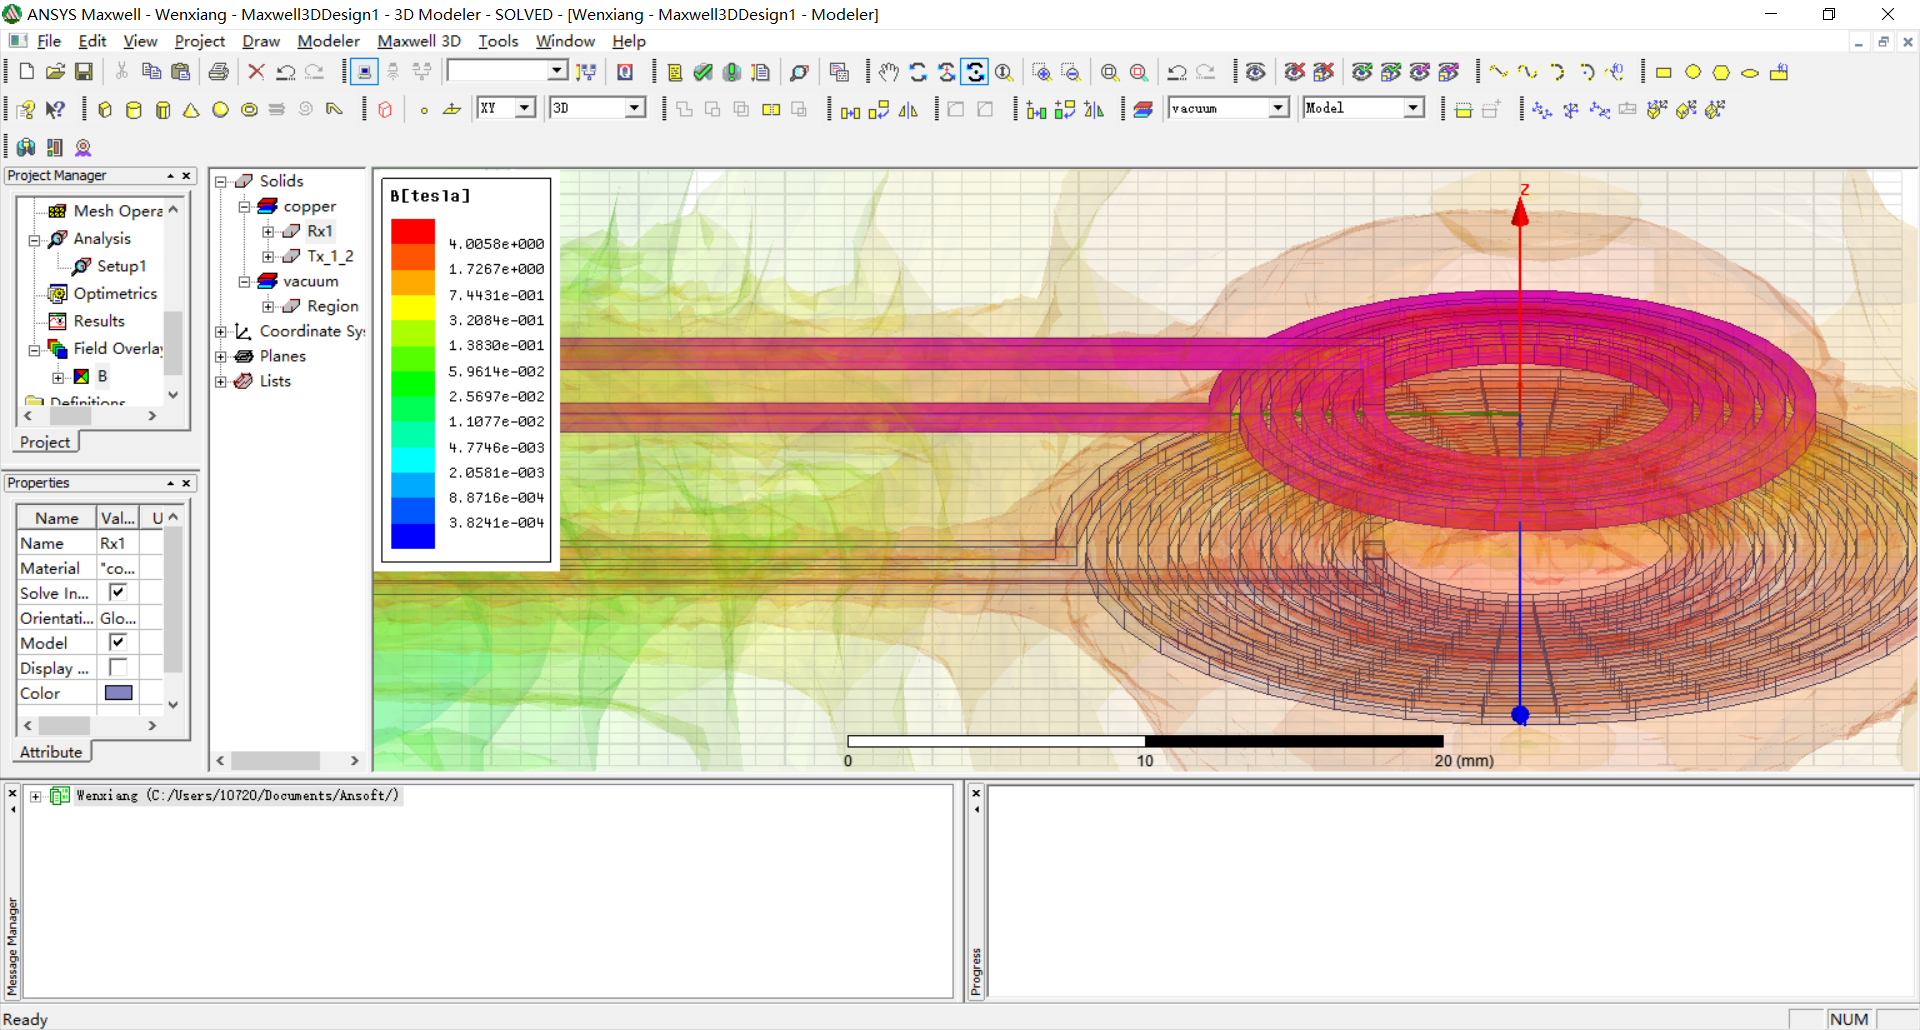 ANSYS Maxwell - Wenxiang - Maxwell3DDesign1 - 3D Modeler - SOLVED - [Wenxiang - Maxwell3DDesign1 - Modeler]
File Edit View Project Draw Modeler Maxwell 3D Tools Window Help
XY 3D vacuum Model
Project Manager
Mesh Opera
Analysis
Setup1
Optimetrics
Results
Field Overlay
B
Definitions
Project
Properties
Name Val... U
Name Rx1
Material "co...
Solve In...
Orientati... Glo...
Model
Display ...
Color
Attribute
Solids
copper
Rx1
Tx_1_2
vacuum
Region
Coordinate Sy
Planes
Lists
B[tesla]
4.0058e+000
1.7267e+000
7.4431e-001
3.2084e-001
1.3830e-001
5.9614e-002
2.5697e-002
1.1077e-002
4.7746e-003
2.0581e-003
8.8716e-004
3.8241e-004
Z
0 10 20 (mm)
Wenxiang (C:/Users/10720/Documents/Ansoft/)
Message Manager
Progress
Ready
NUM